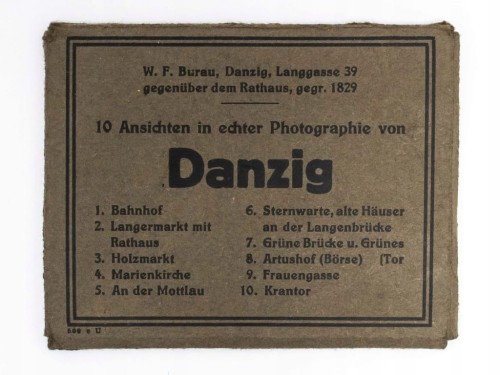 W. F. Burau, Danzig, Langgasse 39
gegenüber dem Rathaus, gegr. 1829
10 Ansichten in echter Photographie von
Danzig
1. Bahnhof
2. Langermarkt mit
Rathaus
3. Holzmarkt
4. Marienkirche
5. An der Mottlau
6. Sternwarte, alte Häuser
an der Langenbrücke
7. Grüne Brücke u. Grünes
8. Artushof (Börse) (Tor
9. Frauengasse
10. Krantor